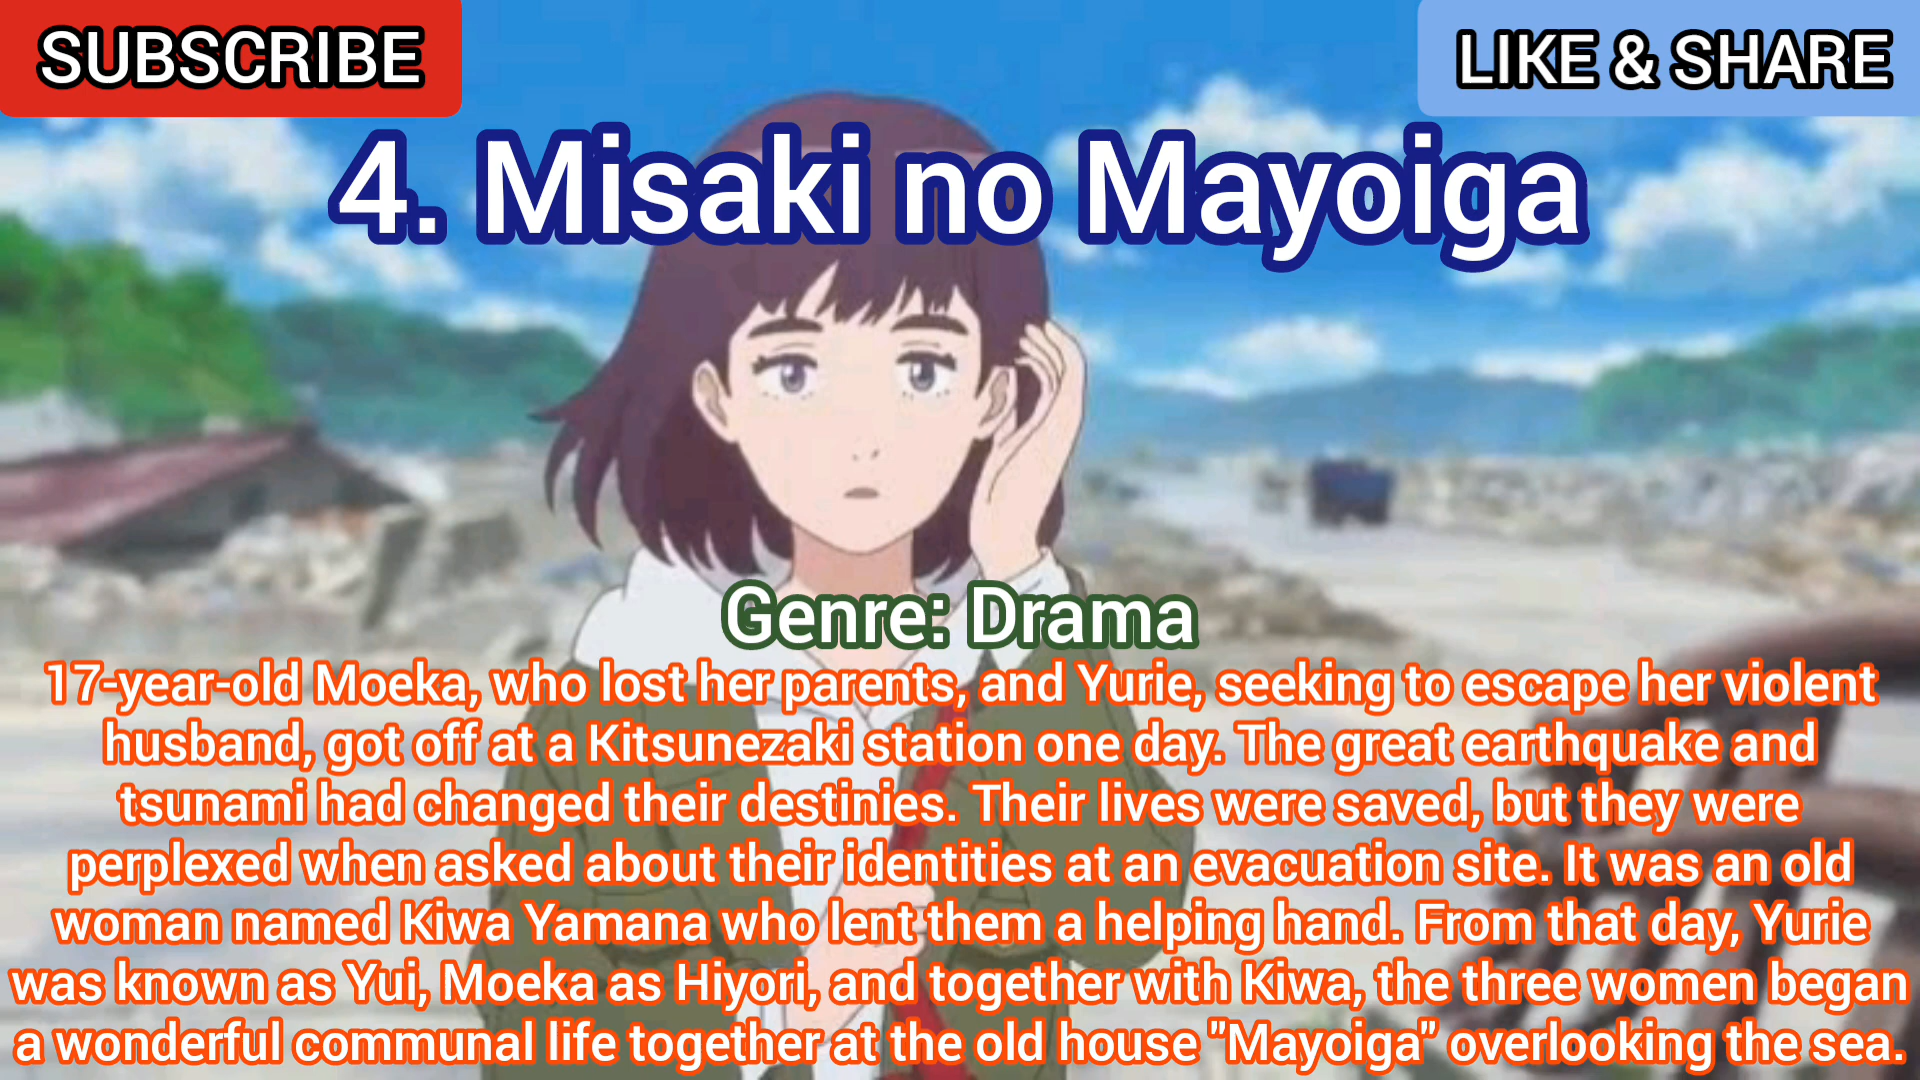 SUBSCRIBE
LIKE & SHARE
4. Misaki no Mayoiga
Genre: Drama
17-year-old Moeka, who lost her parents, and Yurie, seeking to escape her violent
husband, got off at a Kitsunezaki station one day. The great earthquake and
tsunami had changed their destinies. Their lives were saved, but they were
perplexed when asked about their identities at an evacuation site. It was an old
woman named Kiwa Yamana who lent them a helping hand. From that day, Yurie
was known as Yui, Moeka as Hiyori, and together with Kiwa, the three women began
a wonderful communal life together at the old house "Mayoiga" overlooking the sea.